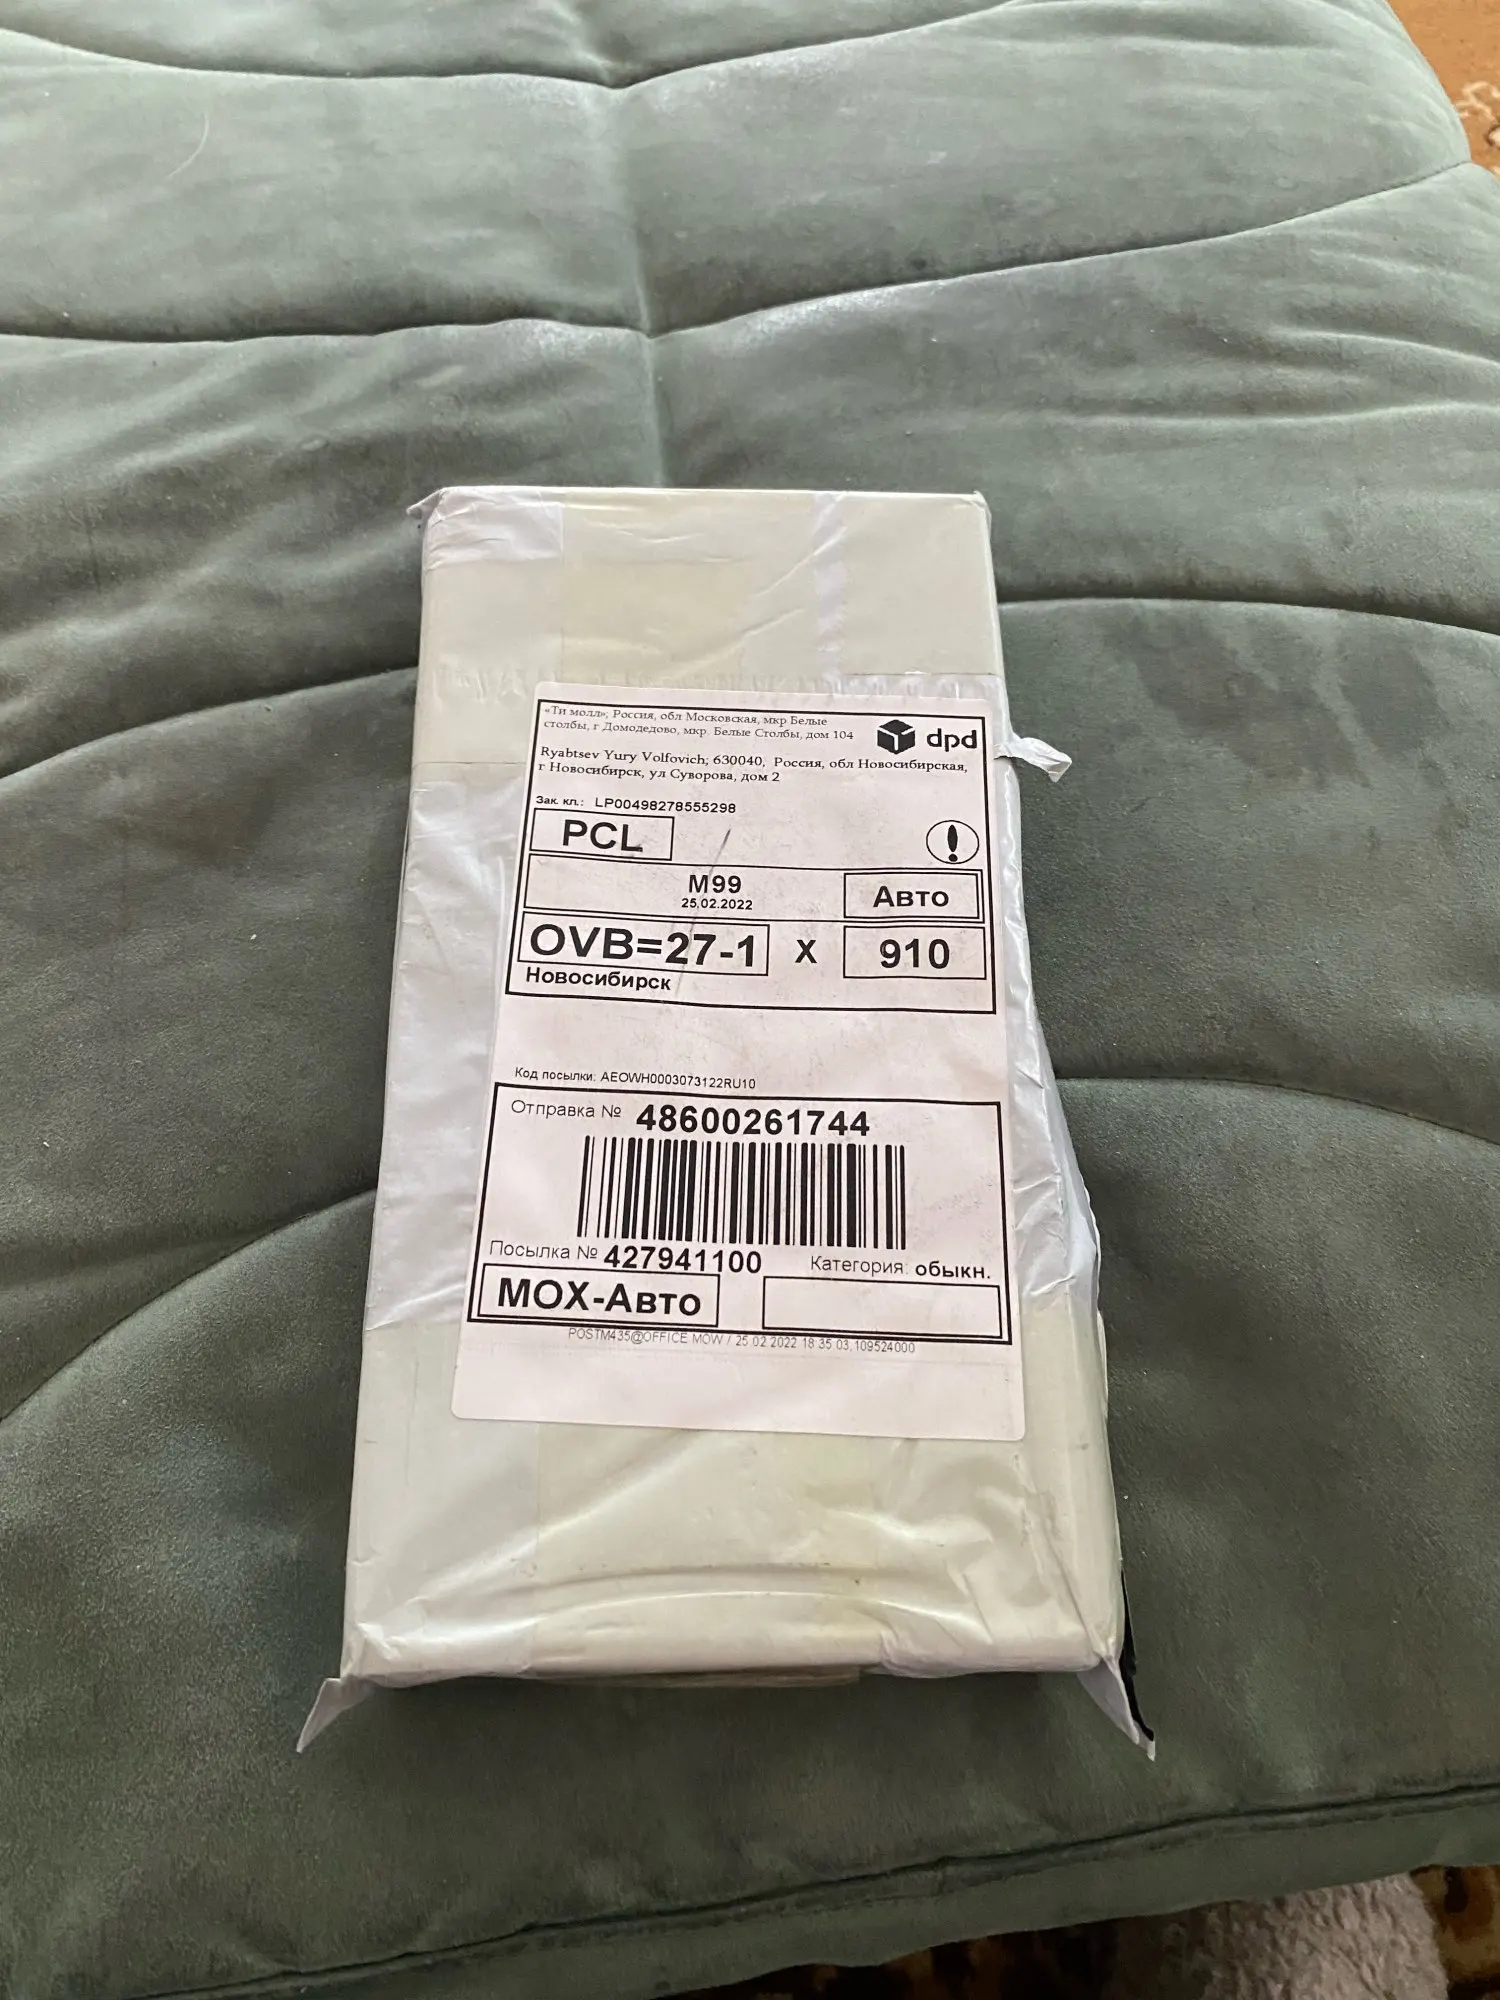 «Ти молл»; Россия, обл Московская, мкр Белые
столбы, г Домодедово, мкр. Белые Столбы, дом 104
dpd
Ryabtsev Yury Volfovich; 630040, Россия, обл Новосибирская,
г Новосибирск, ул Суворова, дом 2
Зак. кл.: LP00498278555298
PCL
M99
25.02.2022
Авто
OVB=27-1 X 910
Новосибирск
Код посылки: AEOWH0003073122RU10
Отправка № 48600261744
Посылка № 427941100 Категория: обыкн.
МОХ-Авто
POSTM435@OFFICE MOW / 25 02 2022 18 35 03,109524000